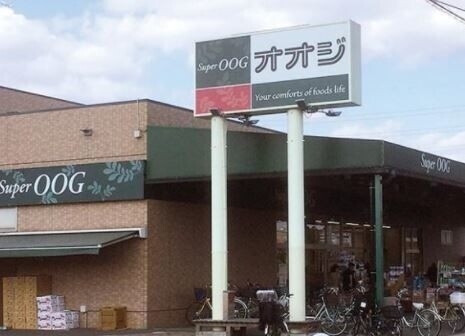 Super OOG
オオジ
Your comforts of foods life
Super OOG
Super OOG